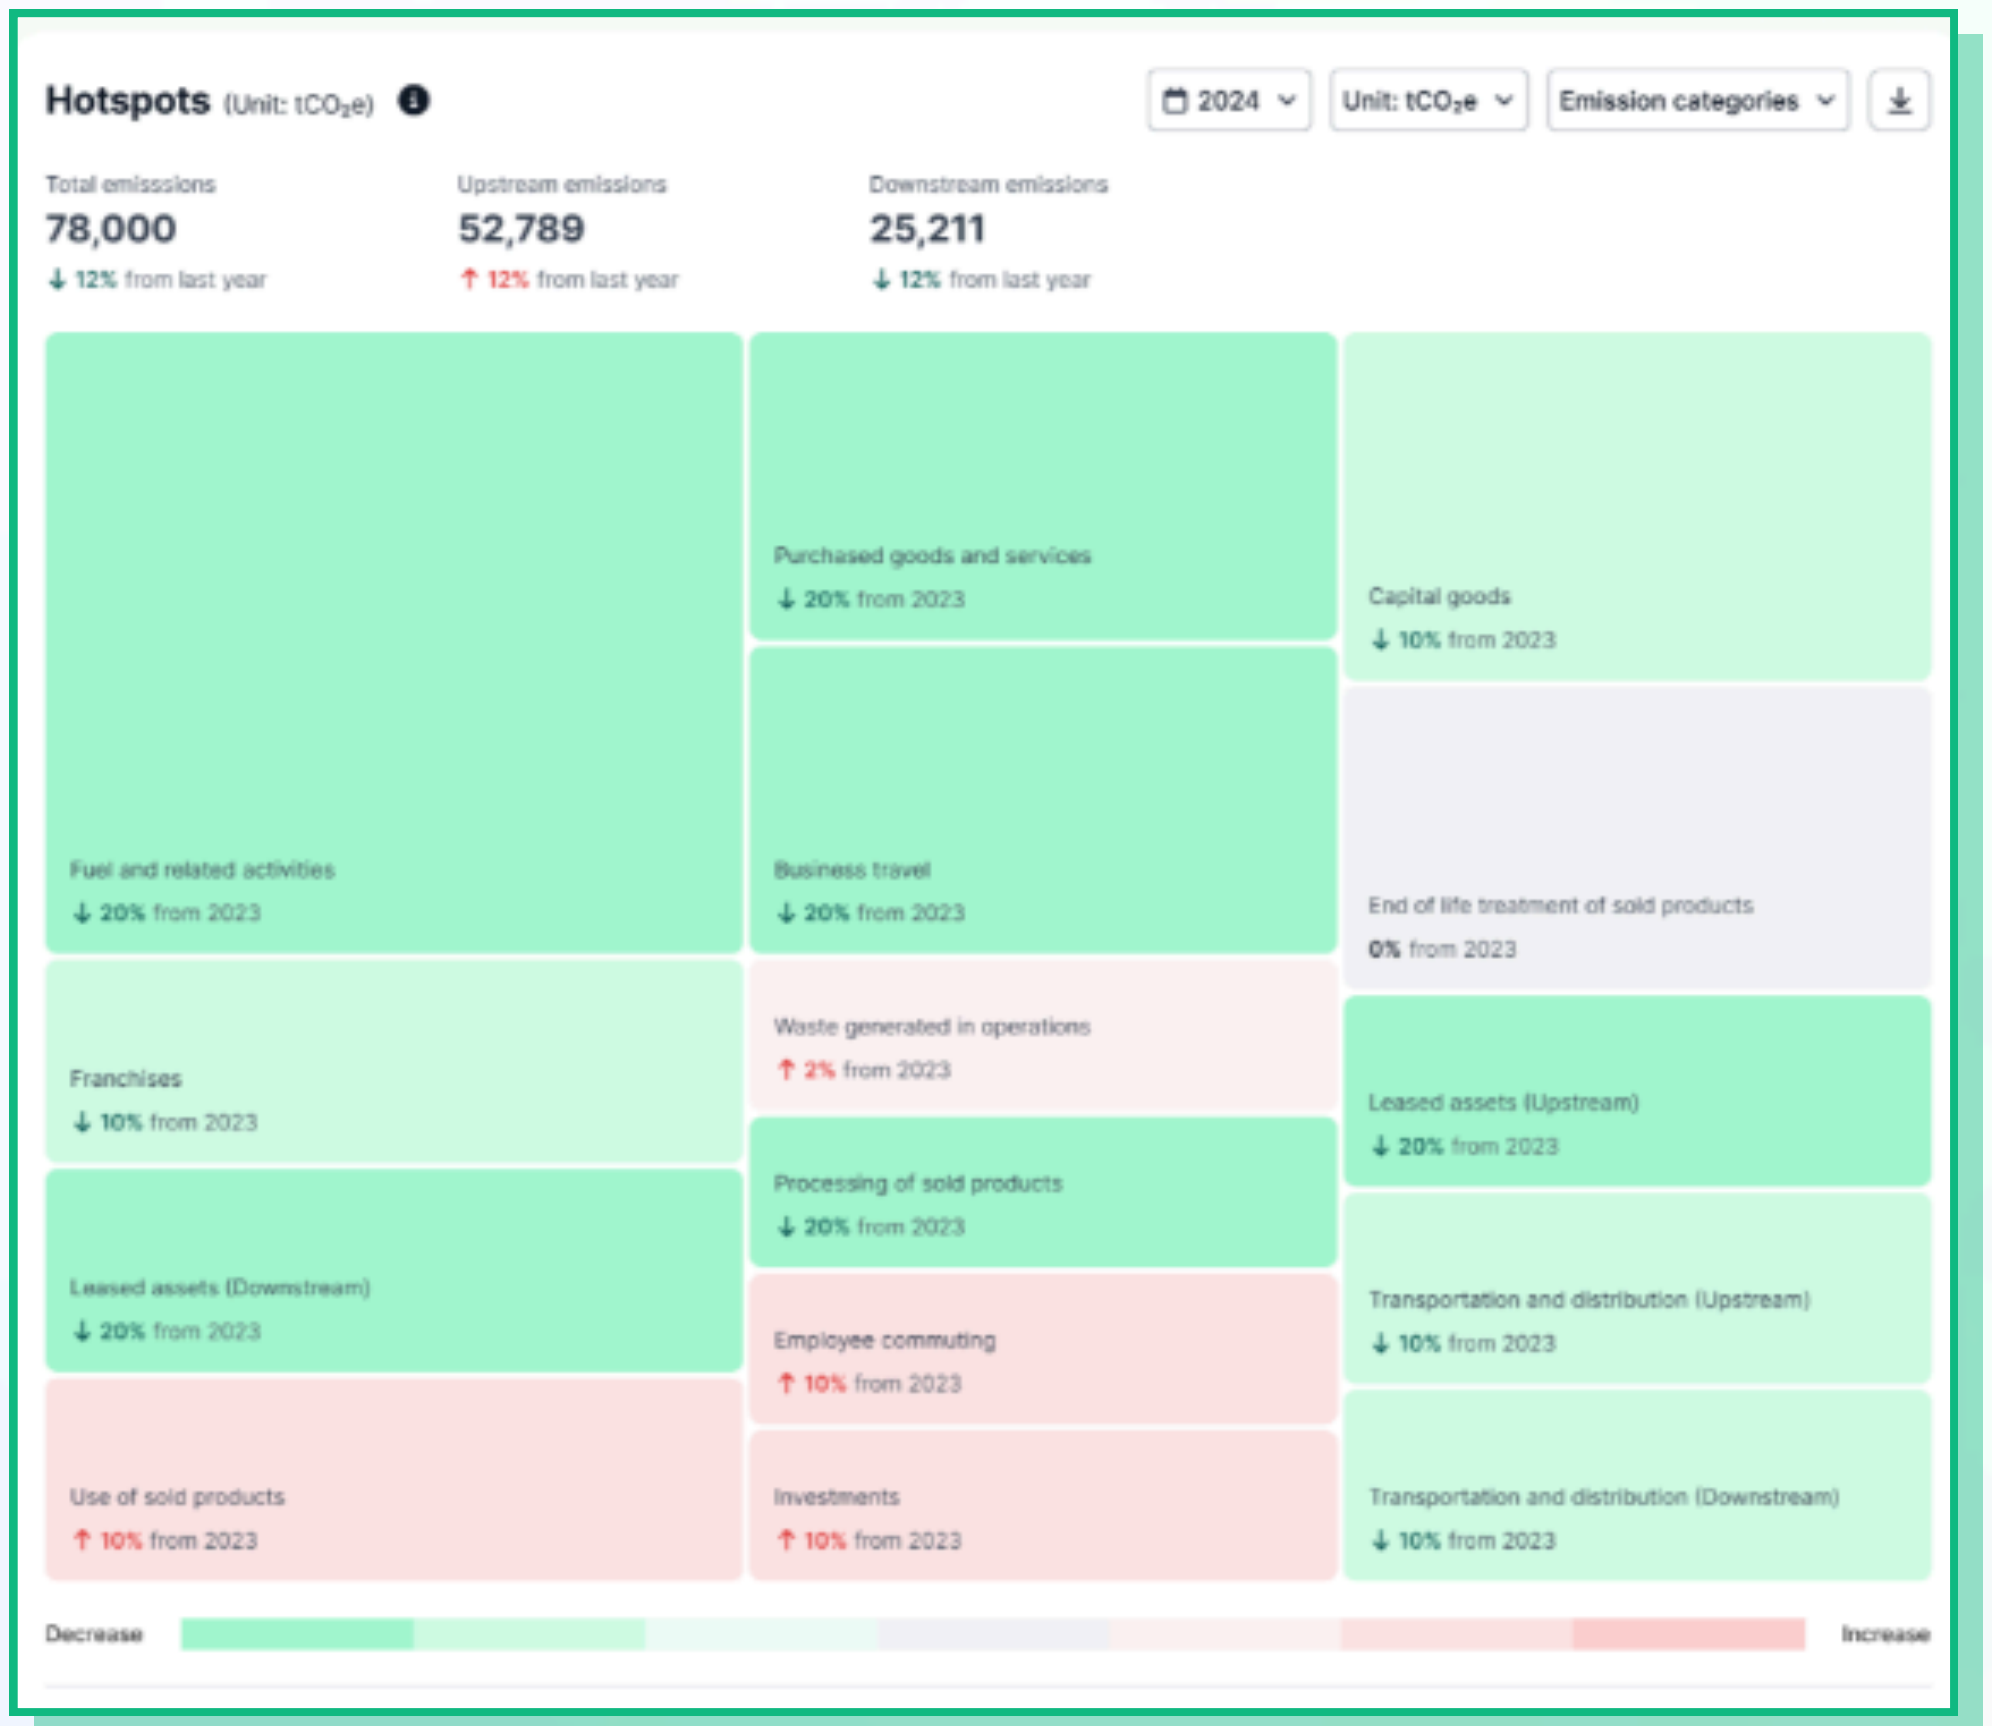 Hotspots (Unit: tCO₂e)
2024
Unit: tCO₂e
Emission categories
Total emisssions
78,000
↓ 12% from last year
Upstream emissions
52,789
↑ 12% from last year
Downstream emissions
25,211
↓ 12% from last year
Fuel and related activities
↓ 20% from 2023
Franchises
↓ 10% from 2023
Leased assets (Downstream)
↓ 20% from 2023
Use of sold products
↑ 10% from 2023
Purchased goods and services
↓ 20% from 2023
Business travel
↓ 20% from 2023
Waste generated in operations
↑ 2% from 2023
Processing of sold products
↓ 20% from 2023
Employee commuting
↑ 10% from 2023
Investments
↑ 10% from 2023
Capital goods
↓ 10% from 2023
End of life treatment of sold products
0% from 2023
Leased assets (Upstream)
↓ 20% from 2023
Transportation and distribution (Upstream)
↓ 10% from 2023
Transportation and distribution (Downstream)
↓ 10% from 2023
Decrease
Increase